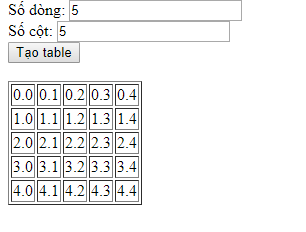 Số dòng: 5
Số cột: 5
Tạo table
0.0 0.1 0.2 0.3 0.4
1.0 1.1 1.2 1.3 1.4
2.0 2.1 2.2 2.3 2.4
3.0 3.1 3.2 3.3 3.4
4.0 4.1 4.2 4.3 4.4